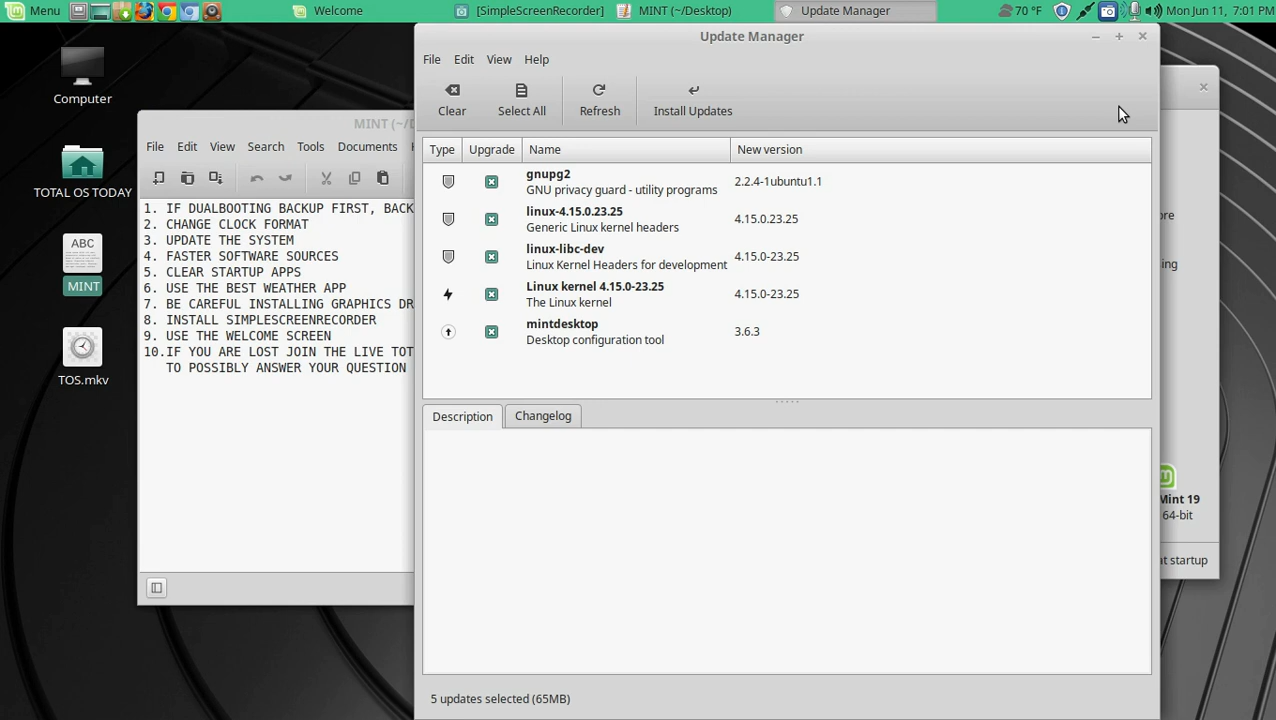 Menu
Welcome
[SimpleScreenRecorder]
MINT (~/Desktop)
Update Manager
70 °F
Mon Jun 11, 7:01 PM
Computer
TOTAL OS TODAY
ABC
MINT
TOS.mkv
MINT (~/D
File Edit View Search Tools Documents
1. IF DUALBOOTING BACKUP FIRST, BACK
2. CHANGE CLOCK FORMAT
3. UPDATE THE SYSTEM
4. FASTER SOFTWARE SOURCES
5. CLEAR STARTUP APPS
6. USE THE BEST WEATHER APP
7. BE CAREFUL INSTALLING GRAPHICS DR
8. INSTALL SIMPLESCREENRECORDER
9. USE THE WELCOME SCREEN
10.IF YOU ARE LOST JOIN THE LIVE TOT
TO POSSIBLY ANSWER YOUR QUESTION
Update Manager
File Edit View Help
Clear Select All Refresh Install Updates
Type Upgrade Name New version
gnupg2
GNU privacy guard - utility programs
2.2.4-1ubuntu1.1
linux-4.15.0.23.25
Generic Linux kernel headers
4.15.0.23.25
linux-libc-dev
Linux Kernel Headers for development
4.15.0-23.25
Linux kernel 4.15.0-23.25
The Linux kernel
4.15.0-23.25
mintdesktop
Desktop configuration tool
3.6.3
Description Changelog
5 updates selected (65MB)
ore
ing
Mint 19
64-bit
at startup